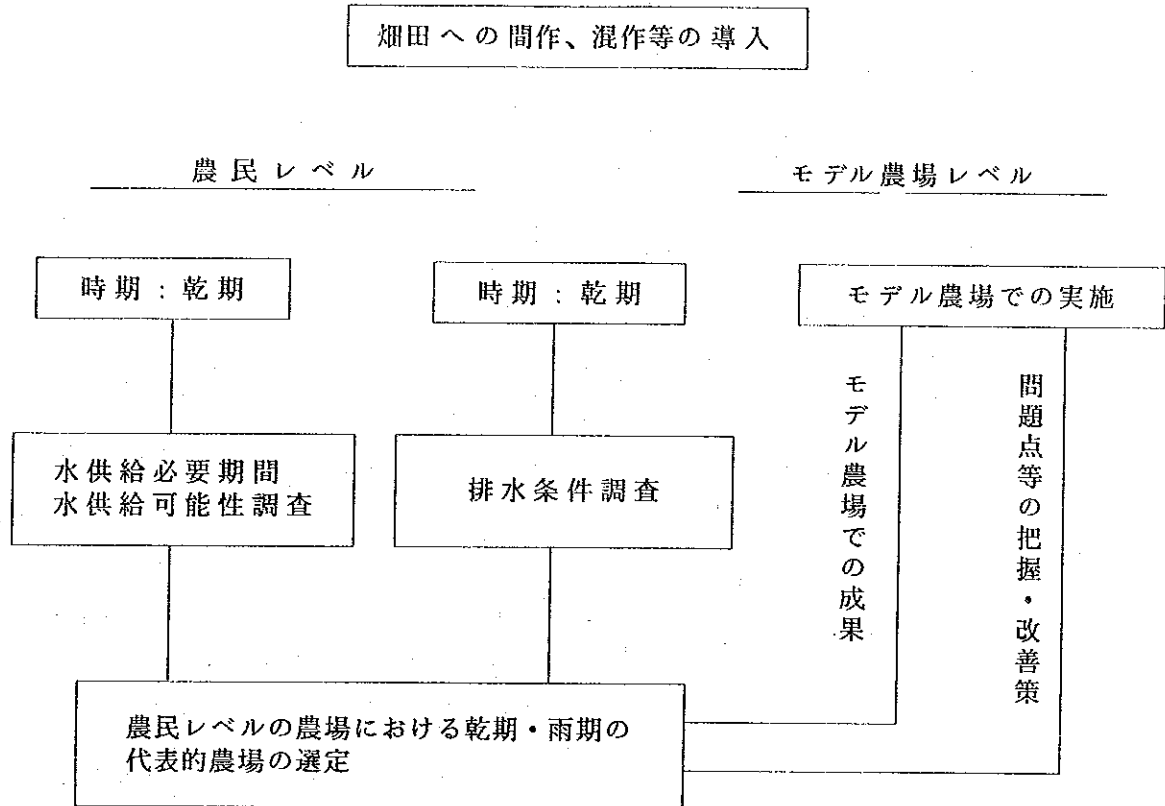 畑田への間作、混作等の導入
農民レベル
モデル農場レベル
時期：乾期
時期：乾期
モデル農場での実施
水供給必要期間
水供給可能性調査
排水条件調査
モデル農場での成果
問題点等の把握・改善策
農民レベルの農場における乾期・雨期の
代表的農場の選定